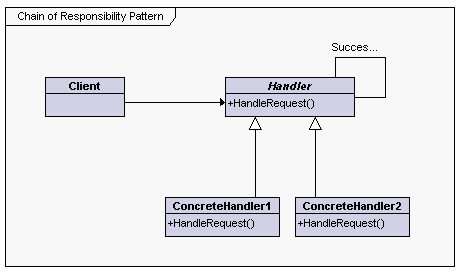 Chain of Responsibility Pattern
Succes...
Client
Handler
+HandleRequest()
ConcreteHandler1
+HandleRequest()
ConcreteHandler2
+HandleRequest()